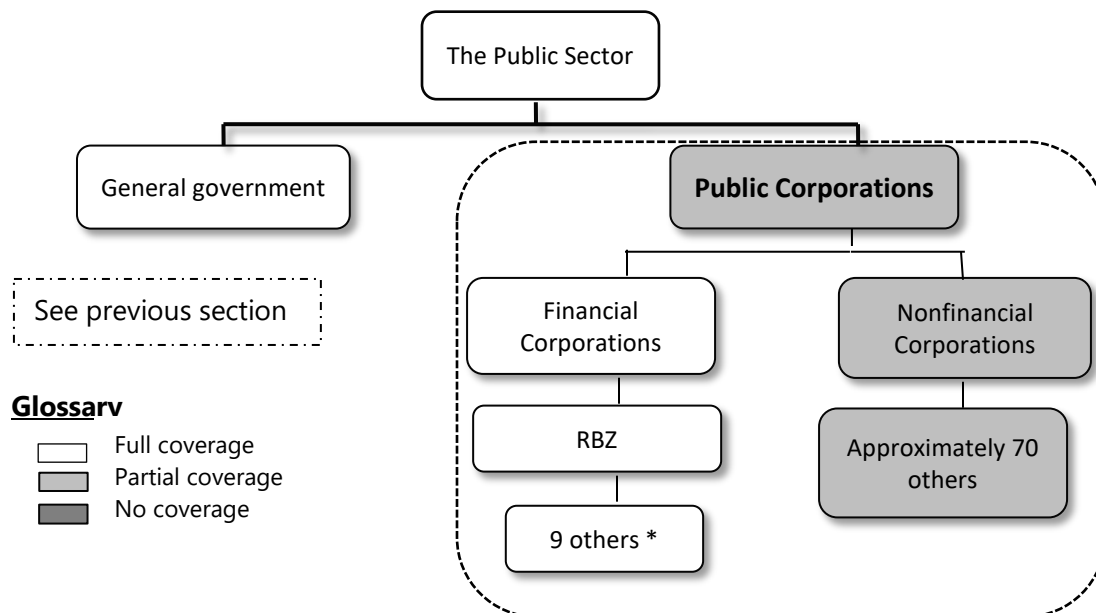 The Public Sector
General government
Public Corporations
See previous section
Financial
Corporations
Nonfinancial
Corporations
Glossary
Full coverage
Partial coverage
No coverage
RBZ
Approximately 70
others
9 others *